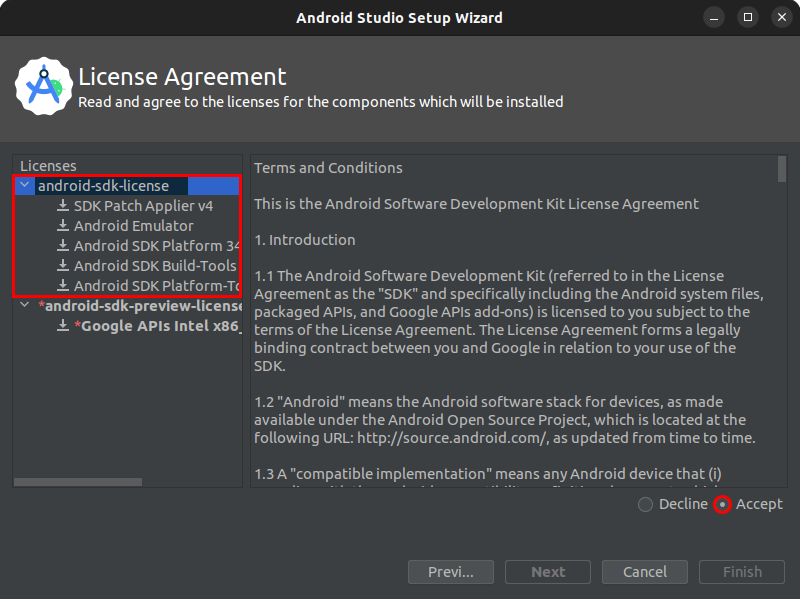 Android Studio Setup Wizard
License Agreement
Read and agree to the licenses for the components which will be installed
Licenses
android-sdk-license
SDK Patch Applier v4
Android Emulator
Android SDK Platform 34
Android SDK Build-Tools
Android SDK Platform-To
*android-sdk-preview-license
*Google APIs Intel x86_
Terms and Conditions
This is the Android Software Development Kit License Agreement
1. Introduction
1.1 The Android Software Development Kit (referred to in the License
Agreement as the "SDK" and specifically including the Android system files,
packaged APIs, and Google APIs add-ons) is licensed to you subject to the
terms of the License Agreement. The License Agreement forms a legally
binding contract between you and Google in relation to your use of the
SDK.
1.2 "Android" means the Android software stack for devices, as made
available under the Android Open Source Project, which is located at the
following URL: http://source.android.com/, as updated from time to time.
1.3 A "compatible implementation" means any Android device that (i)
Decline Accept
Previ... Next Cancel Finish